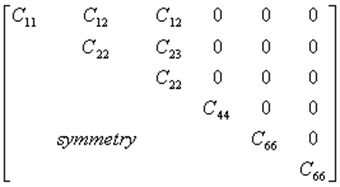 C₁₁ C₁₂ C₁₂ 0 0 0
C₂₂ C₂₃ 0 0 0
C₂₂ 0 0 0
C₄₄ 0 0
symmetry C₆₆ 0
C₆₆